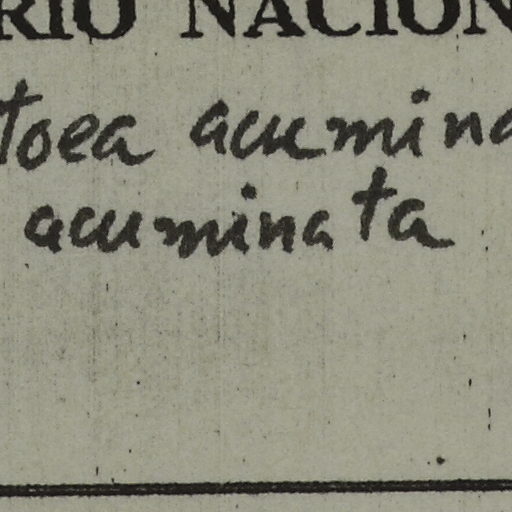 RIO NACION
toea acumina
acuminata